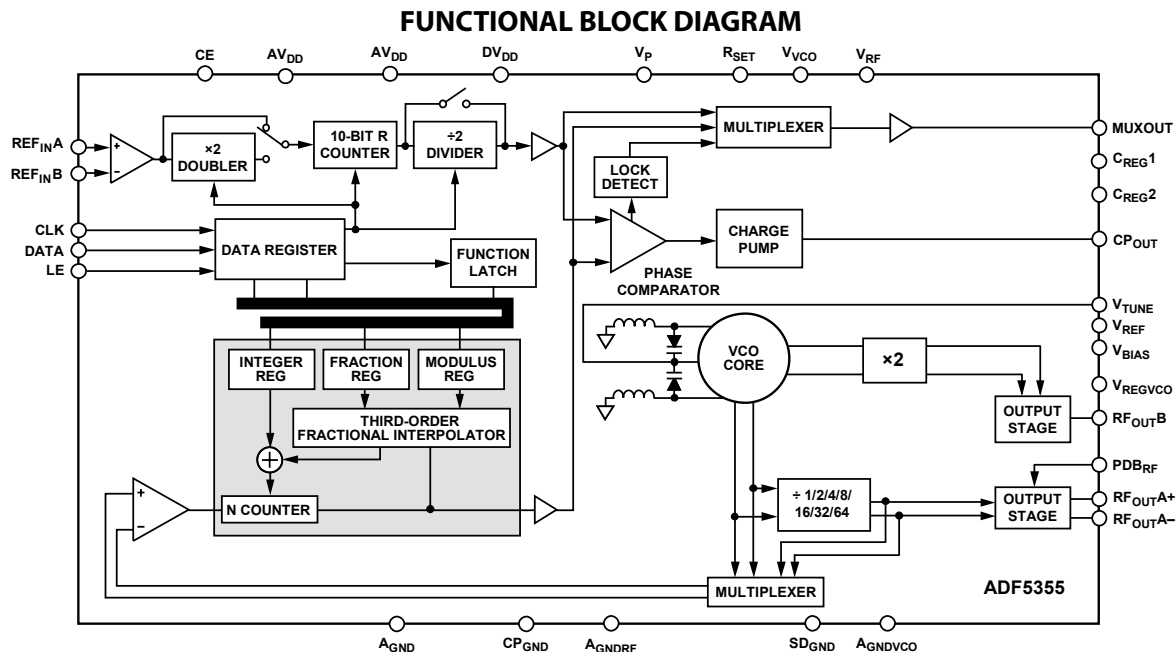 FUNCTIONAL BLOCK DIAGRAM
CE
AVDD
AVDD
DVDD
VP
RSET
VVCO
VRF
REFINA
REFINB
+
−
×2
DOUBLER
10-BIT R
COUNTER
÷2
DIVIDER
MULTIPLEXER
MUXOUT
LOCK
DETECT
CREG1
CREG2
CLK
DATA
LE
DATA REGISTER
FUNCTION
LATCH
CHARGE
PUMP
CPOUT
PHASE
COMPARATOR
VTUNE
VREF
VBIAS
VREGVCO
VCO
CORE
×2
INTEGER
REG
FRACTION
REG
MODULUS
REG
THIRD-ORDER
FRACTIONAL INTERPOLATOR
+
N COUNTER
+
−
OUTPUT
STAGE
RFOUTB
PDBRF
÷ 1/2/4/8/
16/32/64
OUTPUT
STAGE
RFOUTA+
RFOUTA−
MULTIPLEXER
ADF5355
AGND
CPGND
AGNDRF
SDGND
AGNDVCO